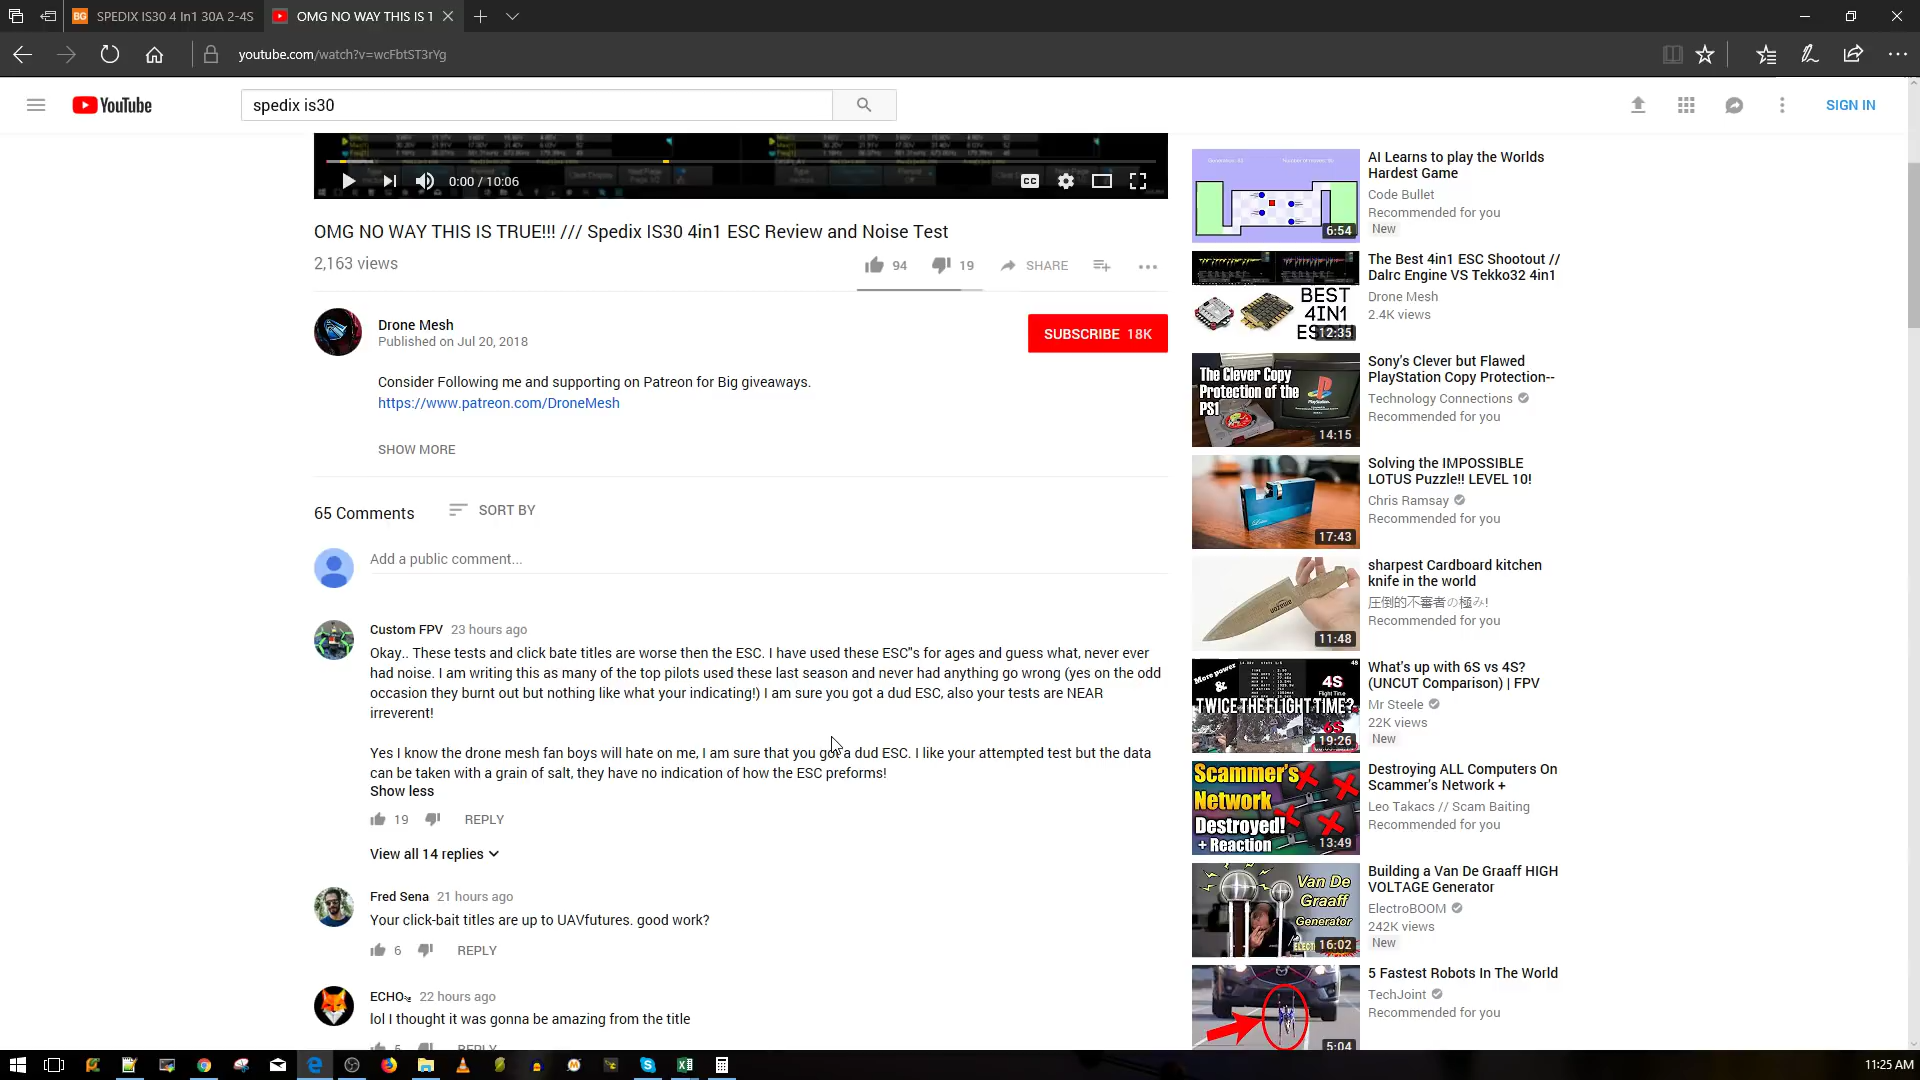 SPEDIX IS30 4 In1 30A 2-4S
OMG NO WAY THIS IS 1
youtube.com/watch?v=wcFbtST3rYg
YouTube
spedix is30
SIGN IN
0:00 / 10:06
CC
OMG NO WAY THIS IS TRUE!!! /// Spedix IS30 4in1 ESC Review and Noise Test
2,163 views
94
19
SHARE
Drone Mesh
Published on Jul 20, 2018
SUBSCRIBE 18K
Consider Following me and supporting on Patreon for Big giveaways.
https://www.patreon.com/DroneMesh
SHOW MORE
65 Comments
SORT BY
Add a public comment...
Custom FPV 23 hours ago
Okay.. These tests and click bate titles are worse then the ESC. I have used these ESC"s for ages and guess what, never ever
had noise. I am writing this as many of the top pilots used these last season and never had anything go wrong (yes on the odd
occasion they burnt out but nothing like what your indicating!) I am sure you got a dud ESC, also your tests are NEAR
irreverent!
Yes I know the drone mesh fan boys will hate on me, I am sure that you got a dud ESC. I like your attempted test but the data
can be taken with a grain of salt, they have no indication of how the ESC preforms!
Show less
19
REPLY
View all 14 replies
Fred Sena 21 hours ago
Your click-bait titles are up to UAVfutures. good work?
6
REPLY
ECHO 22 hours ago
lol I thought it was gonna be amazing from the title
5
REPLY
6:54
AI Learns to play the Worlds
Hardest Game
Code Bullet
Recommended for you
New
BEST
4IN1
ESC
12:35
The Best 4in1 ESC Shootout //
Dalrc Engine VS Tekko32 4in1
Drone Mesh
2.4K views
The Clever Copy
Protection of the
PS1
14:15
Sony's Clever but Flawed
PlayStation Copy Protection--
Technology Connections
Recommended for you
17:43
Solving the IMPOSSIBLE
LOTUS Puzzle!! LEVEL 10!
Chris Ramsay
Recommended for you
11:48
sharpest Cardboard kitchen
knife in the world
圧倒的不審者の極み!
Recommended for you
More power
&
4S
Flight Time
TWICE THE FLIGHT TIME?
6S
19:26
What's up with 6S vs 4S?
(UNCUT Comparison) | FPV
Mr Steele
22K views
New
Scammer's
Network
Destroyed!
+ Reaction
13:49
Destroying ALL Computers On
Scammer's Network +
Leo Takacs // Scam Baiting
Recommended for you
Van De
Graaff
Generator
16:02
Building a Van De Graaff HIGH
VOLTAGE Generator
ElectroBOOM
242K views
New
5:04
5 Fastest Robots In The World
TechJoint
Recommended for you
11:25 AM